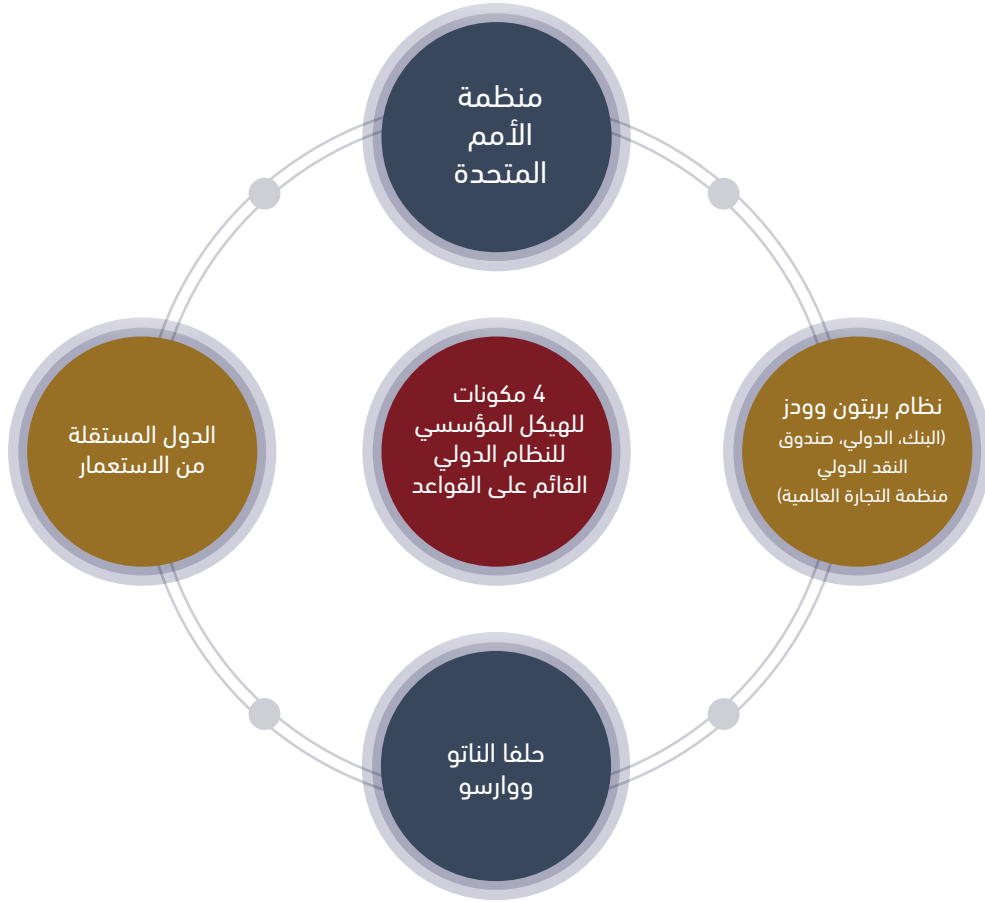 منظمة
الأمم
المتحدة
نظام بريتون وودز
(البنك، الدولي، صندوق
النقد الدولي
منظمة التجارة العالمية)
4 مكونات
للهيكل المؤسسي
للنظام الدولي
القائم على القواعد
الدول المستقلة
من الاستعمار
حلفا الناتو
ووارسو